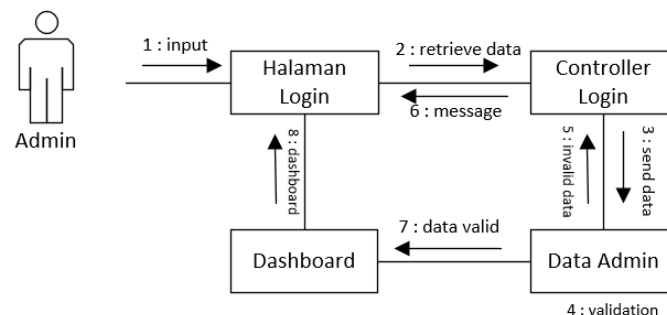 1 : input
2 : retrieve data
Halaman
Login
Controller
Login
6 : message
Admin
8 : dashboard
5 : invalid data
3 : send data
7 : data valid
Dashboard
Data Admin
4 : validation